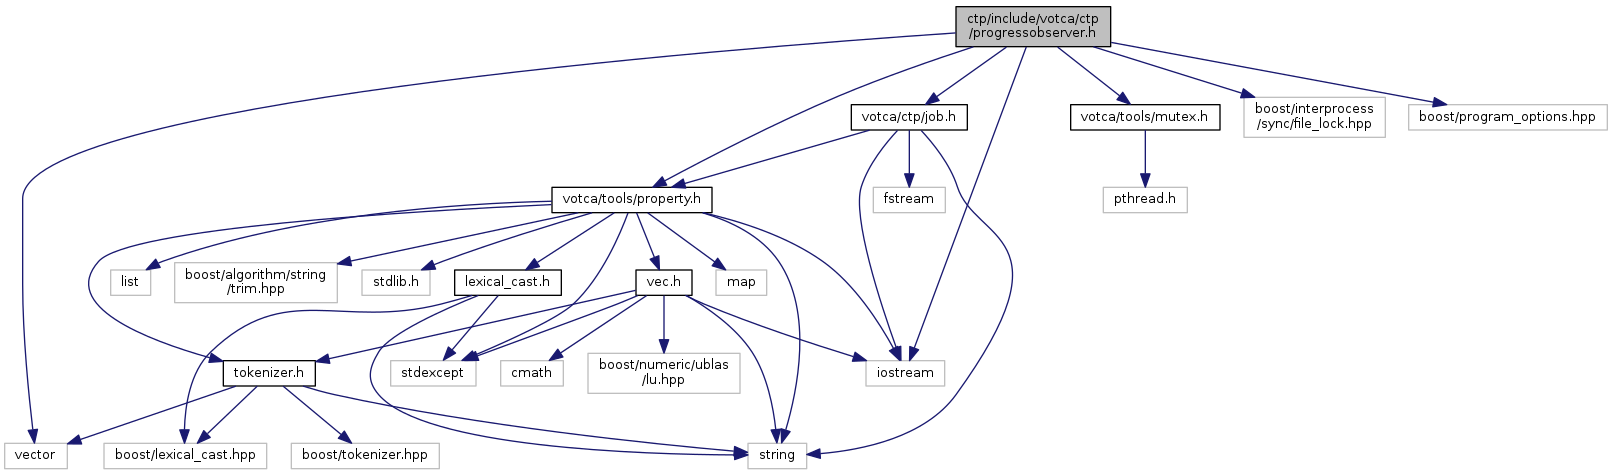 ctp/include/votca/ctp
/progressobserver.h
votca/ctp/job.h
votca/tools/mutex.h
boost/interprocess
/sync/file_lock.hpp
boost/program_options.hpp
votca/tools/property.h
fstream
pthread.h
list
boost/algorithm/string
/trim.hpp
stdlib.h
lexical_cast.h
vec.h
map
tokenizer.h
stdexcept
cmath
boost/numeric/ublas
/lu.hpp
iostream
vector
boost/lexical_cast.hpp
boost/tokenizer.hpp
string